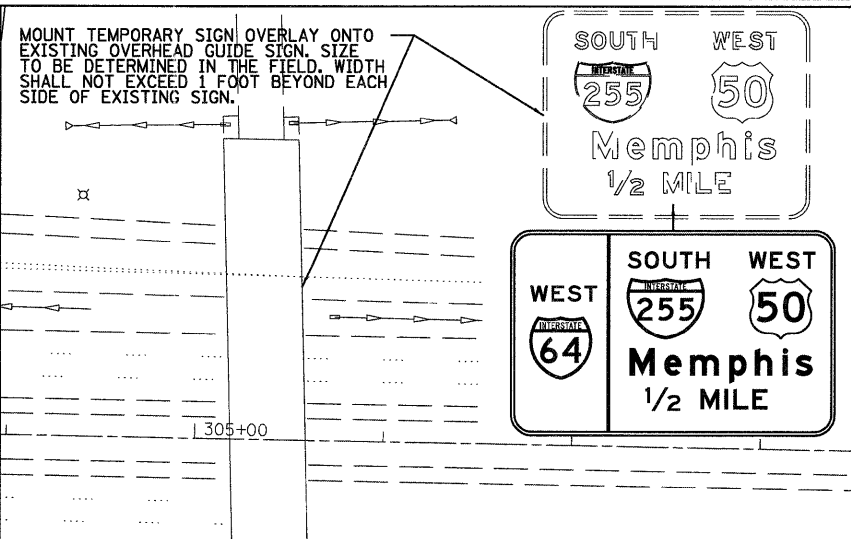 MOUNT TEMPORARY SIGN OVERLAY ONTO
EXISTING OVERHEAD GUIDE SIGN. SIZE
TO BE DETERMINED IN THE FIELD. WIDTH
SHALL NOT EXCEED 1 FOOT BEYOND EACH
SIDE OF EXISTING SIGN.
SOUTH WEST
INTERSTATE
255 50
Memphis
1/2 MILE
WEST
INTERSTATE
64
SOUTH WEST
INTERSTATE
255 50
Memphis
1/2 MILE
305+00